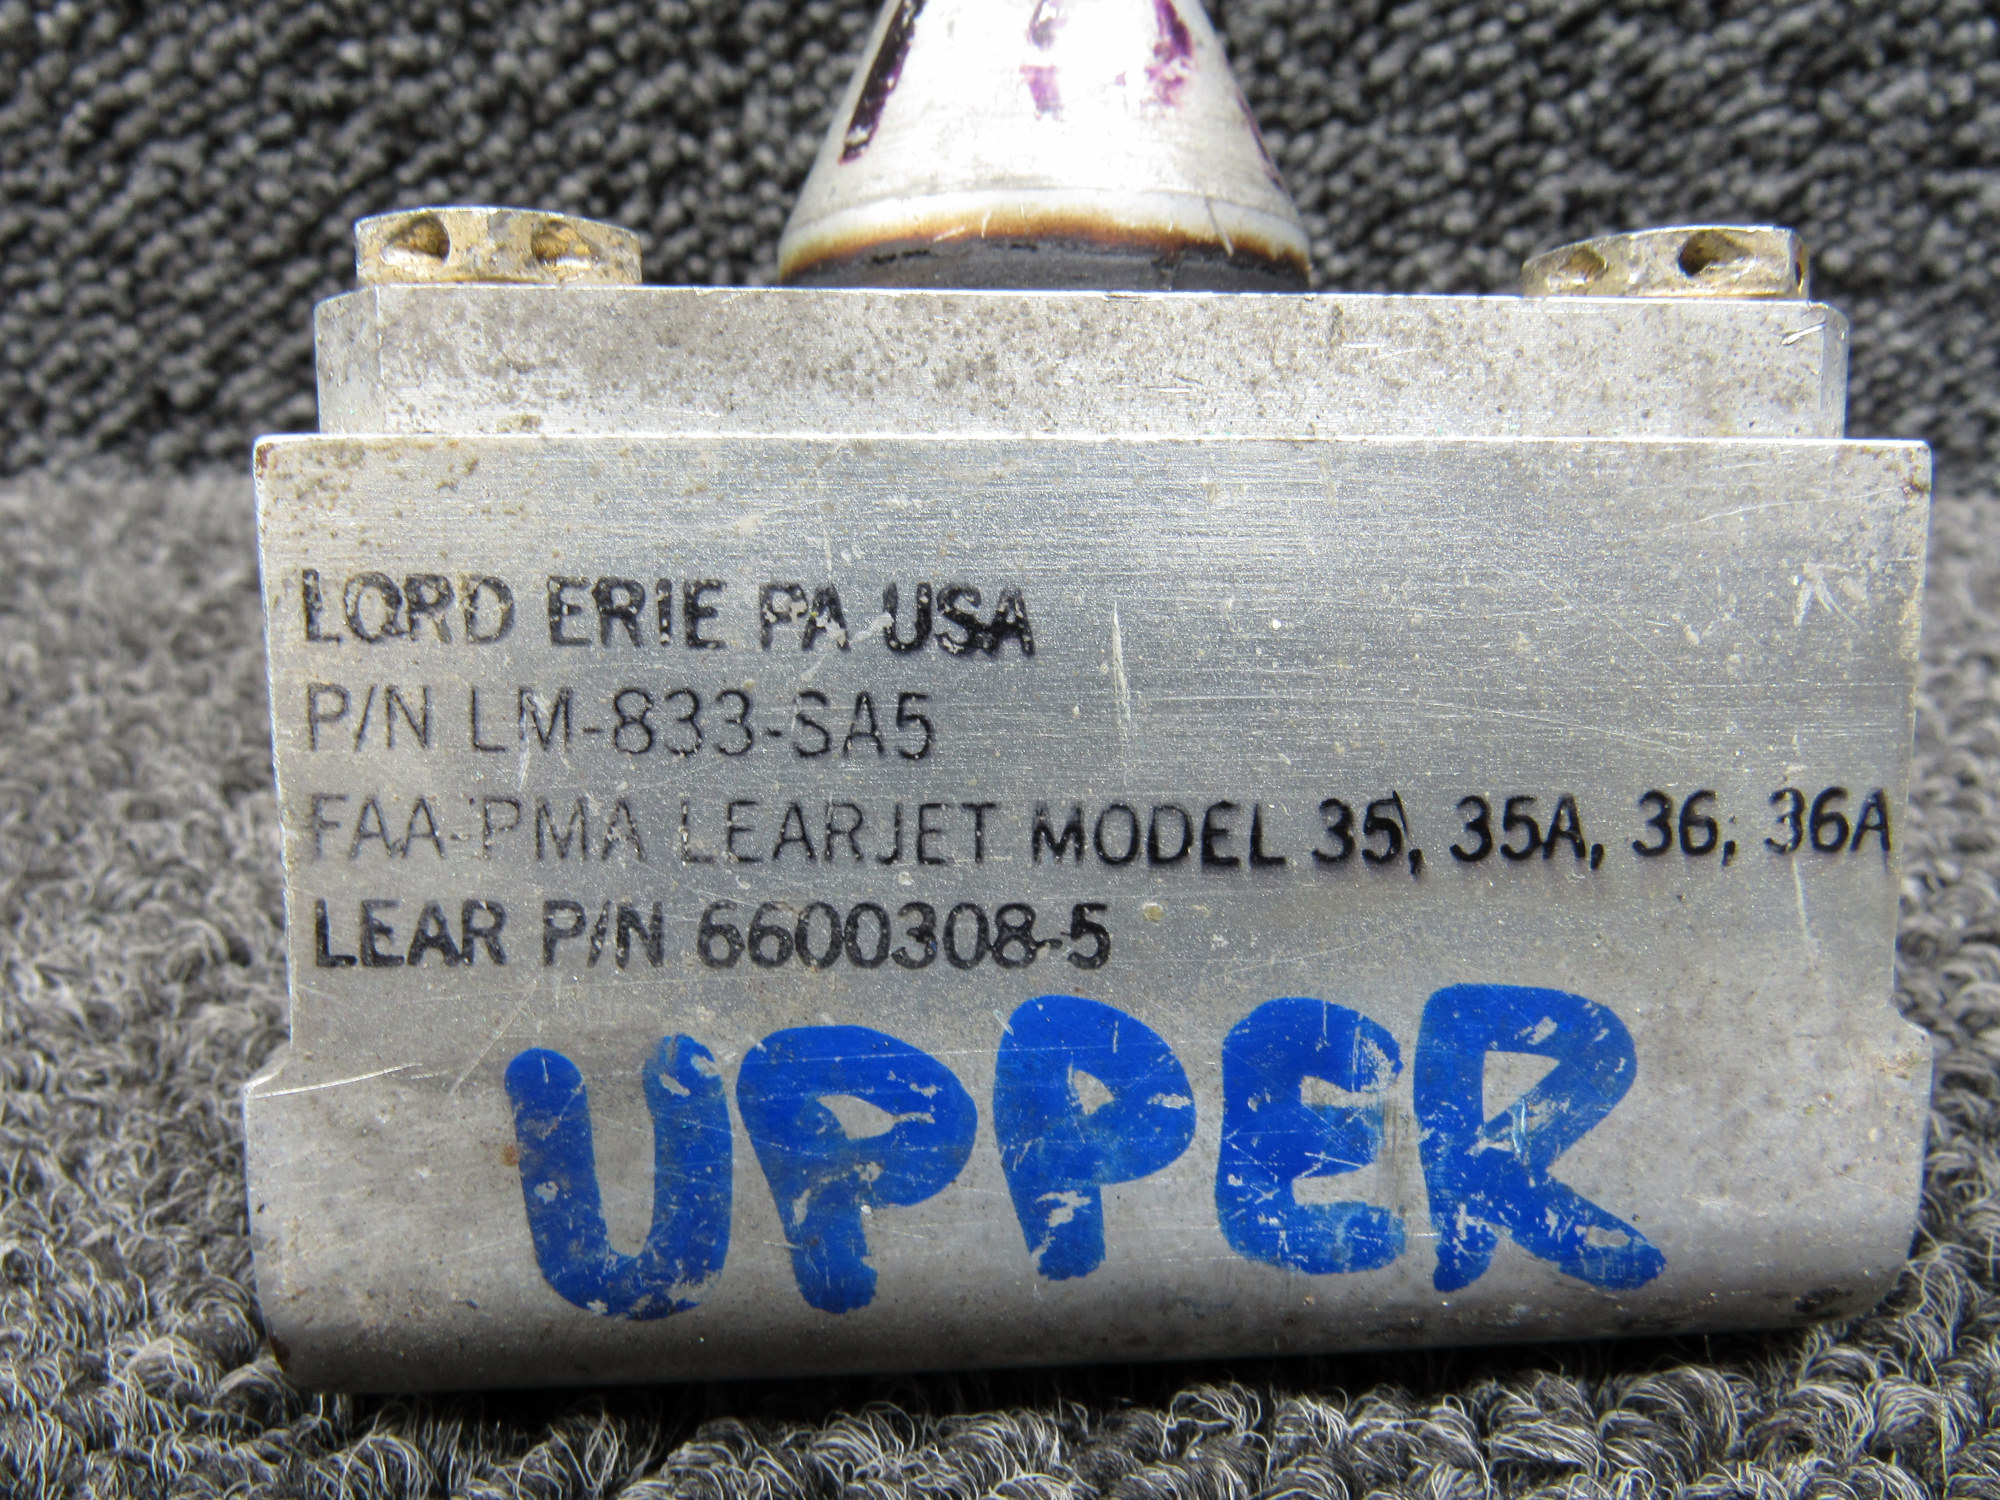 LORD ERIE PA USA
P/N LM-833-SA5
FAA-PMA LEARJET MODEL 35, 35A, 36, 36A
LEAR P/N 6600308-5
UPPER